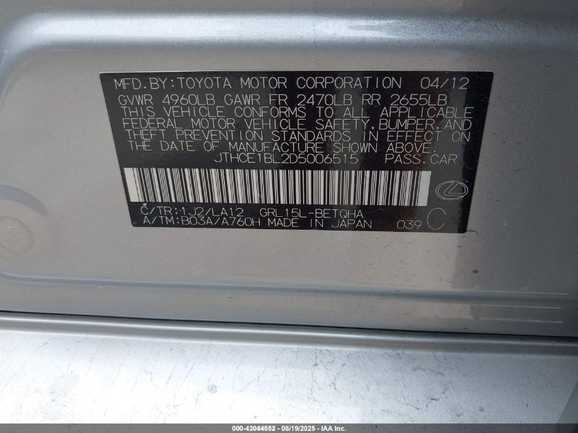 MFD. BY: TOYOTA MOTOR CORPORATION 04/12
GVWR 4960LB GAWR FR 2470LB RR 2655LB
THIS VEHICLE CONFORMS TO ALL APPLICABLE
FEDERAL MOTOR VEHICLE SAFETY, BUMPER, AND
THEFT PREVENTION STANDARDS IN EFFECT ON
THE DATE OF MANUFACTURE SHOWN ABOVE.
JTHCE1BL2D5006515 PASS. CAR
C/TR: 1J2/LA12 GRL15L-BETQHA
A/TM: B03A/A760H MADE IN JAPAN 039 C
000-43044552 08/19/2025 IAA Inc.